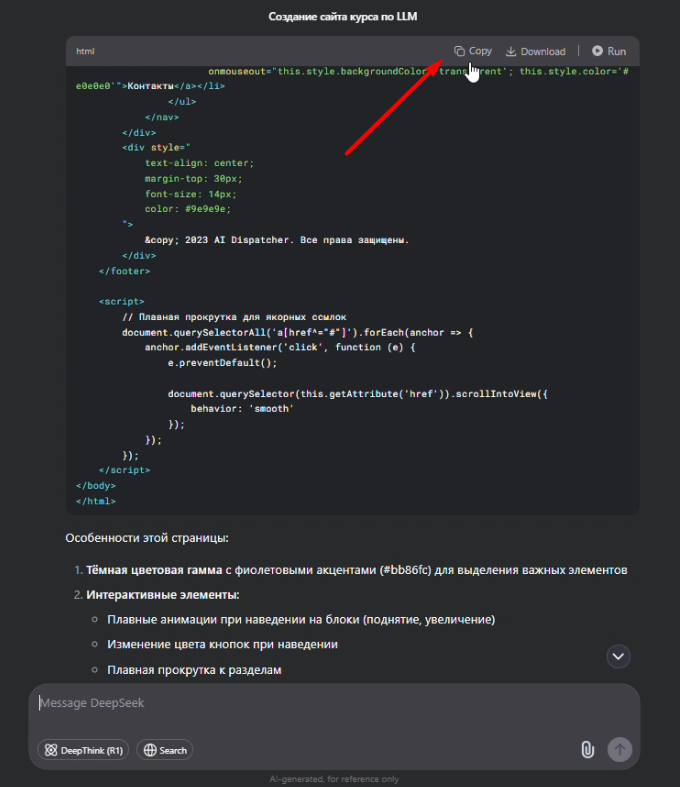 Создание сайта курса по LLM
html Copy Download Run
onmouseout="this.style.backgroundColor='transparent'; this.style.color='#
e0e0e0'">Контакты</a></li>
</ul>
</nav>
</div>
<div style="
text-align: center;
margin-top: 30px;
font-size: 14px;
color: #9e9e9e;
">
&copy; 2023 AI Dispatcher. Все права защищены.
</div>
</footer>
<script>
// Плавная прокрутка для якорных ссылок
document.querySelectorAll('a[href^="#"]').forEach(anchor => {
anchor.addEventListener('click', function (e) {
e.preventDefault();
document.querySelector(this.getAttribute('href')).scrollIntoView({
behavior: 'smooth'
});
});
});
</script>
</body>
</html>
Особенности этой страницы:
1. Тёмная цветовая гамма с фиолетовыми акцентами (#bb86fc) для выделения важных элементов
2. Интерактивные элементы:
Плавные анимации при наведении на блоки (поднятие, увеличение)
Изменение цвета кнопок при наведении
Плавная прокрутка к разделам
Message DeepSeek
DeepThink (R1) Search
AI-generated, for reference only